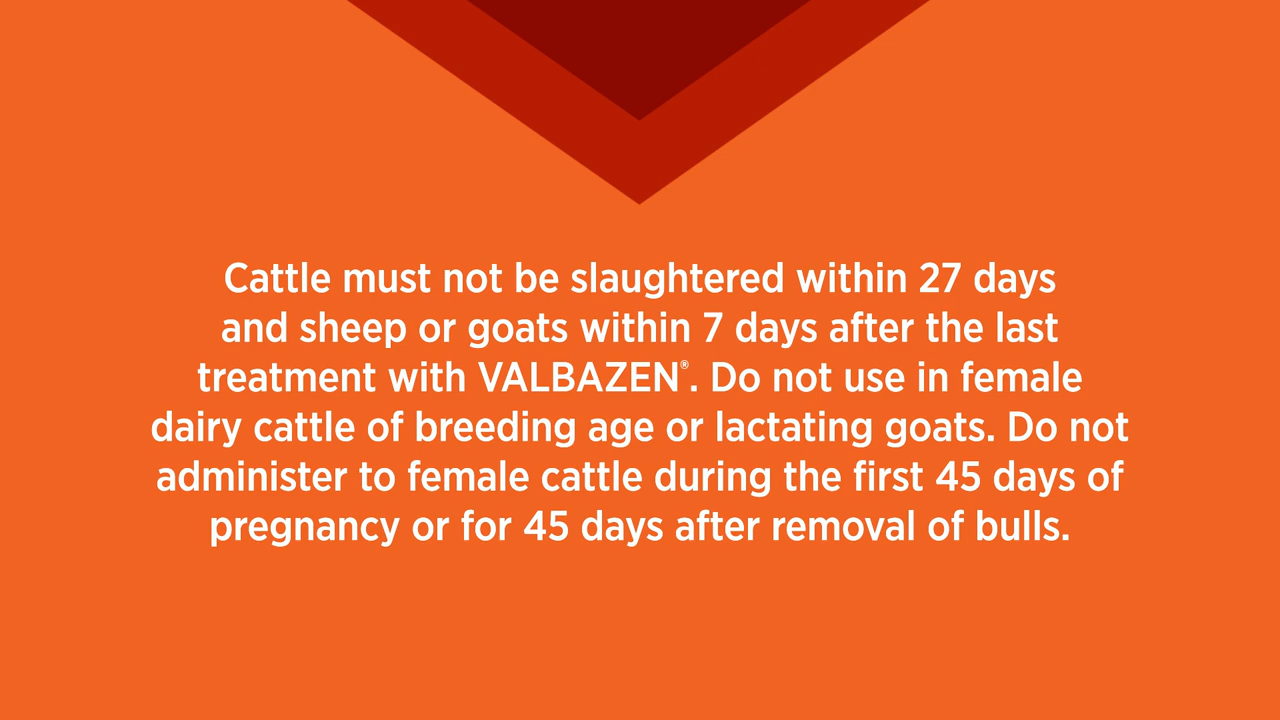 Cattle must not be slaughtered within 27 days
and sheep or goats within 7 days after the last
treatment with VALBAZEN®. Do not use in female
dairy cattle of breeding age or lactating goats. Do not
administer to female cattle during the first 45 days of
pregnancy or for 45 days after removal of bulls.